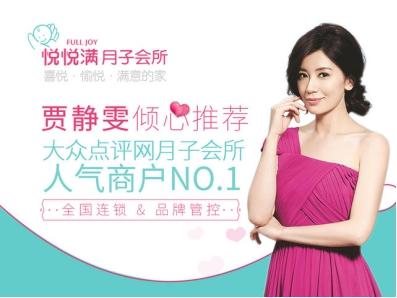 FULL JOY
悦悦满月子会所
喜悦·愉悦·满意的家
贾静雯倾心推荐
大众点评网月子会所
人气商户NO.1
··全国连锁 & 品牌管控··